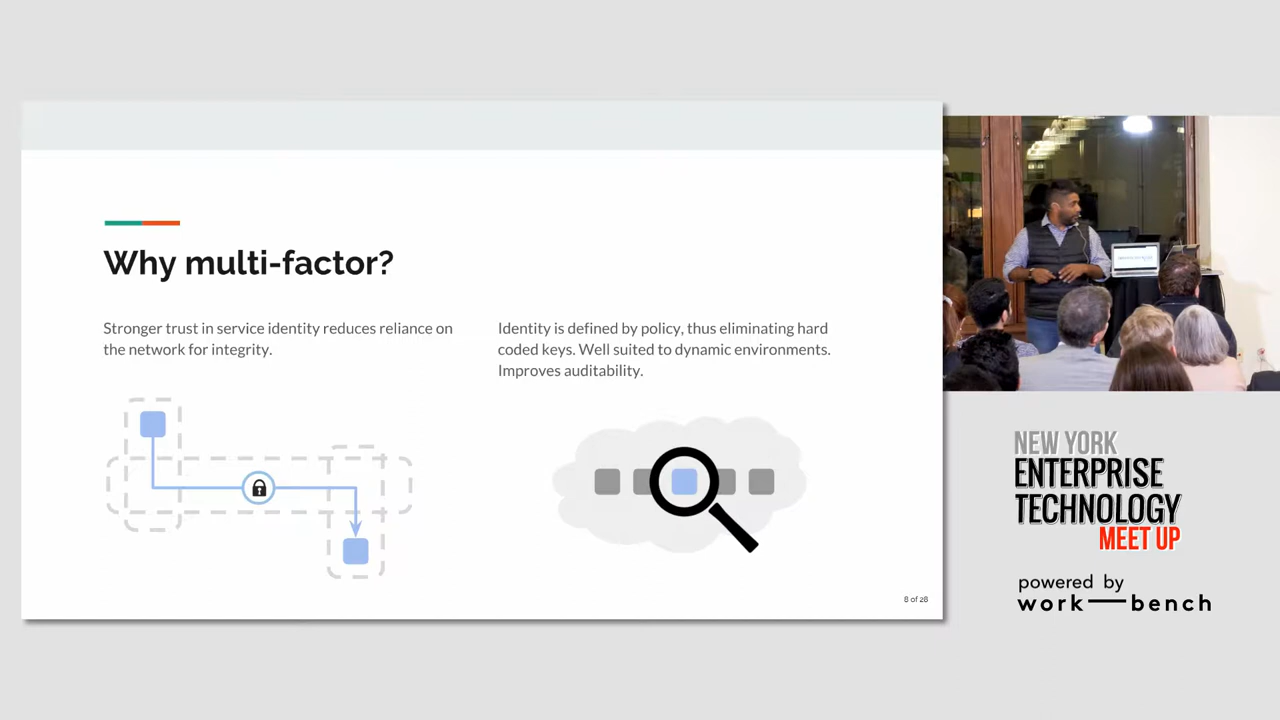 Why multi-factor?
Stronger trust in service identity reduces reliance on
the network for integrity.
Identity is defined by policy, thus eliminating hard
coded keys. Well suited to dynamic environments.
Improves auditability.
8 of 28
NEW YORK
ENTERPRISE
TECHNOLOGY
MEET UP
powered by
work—bench